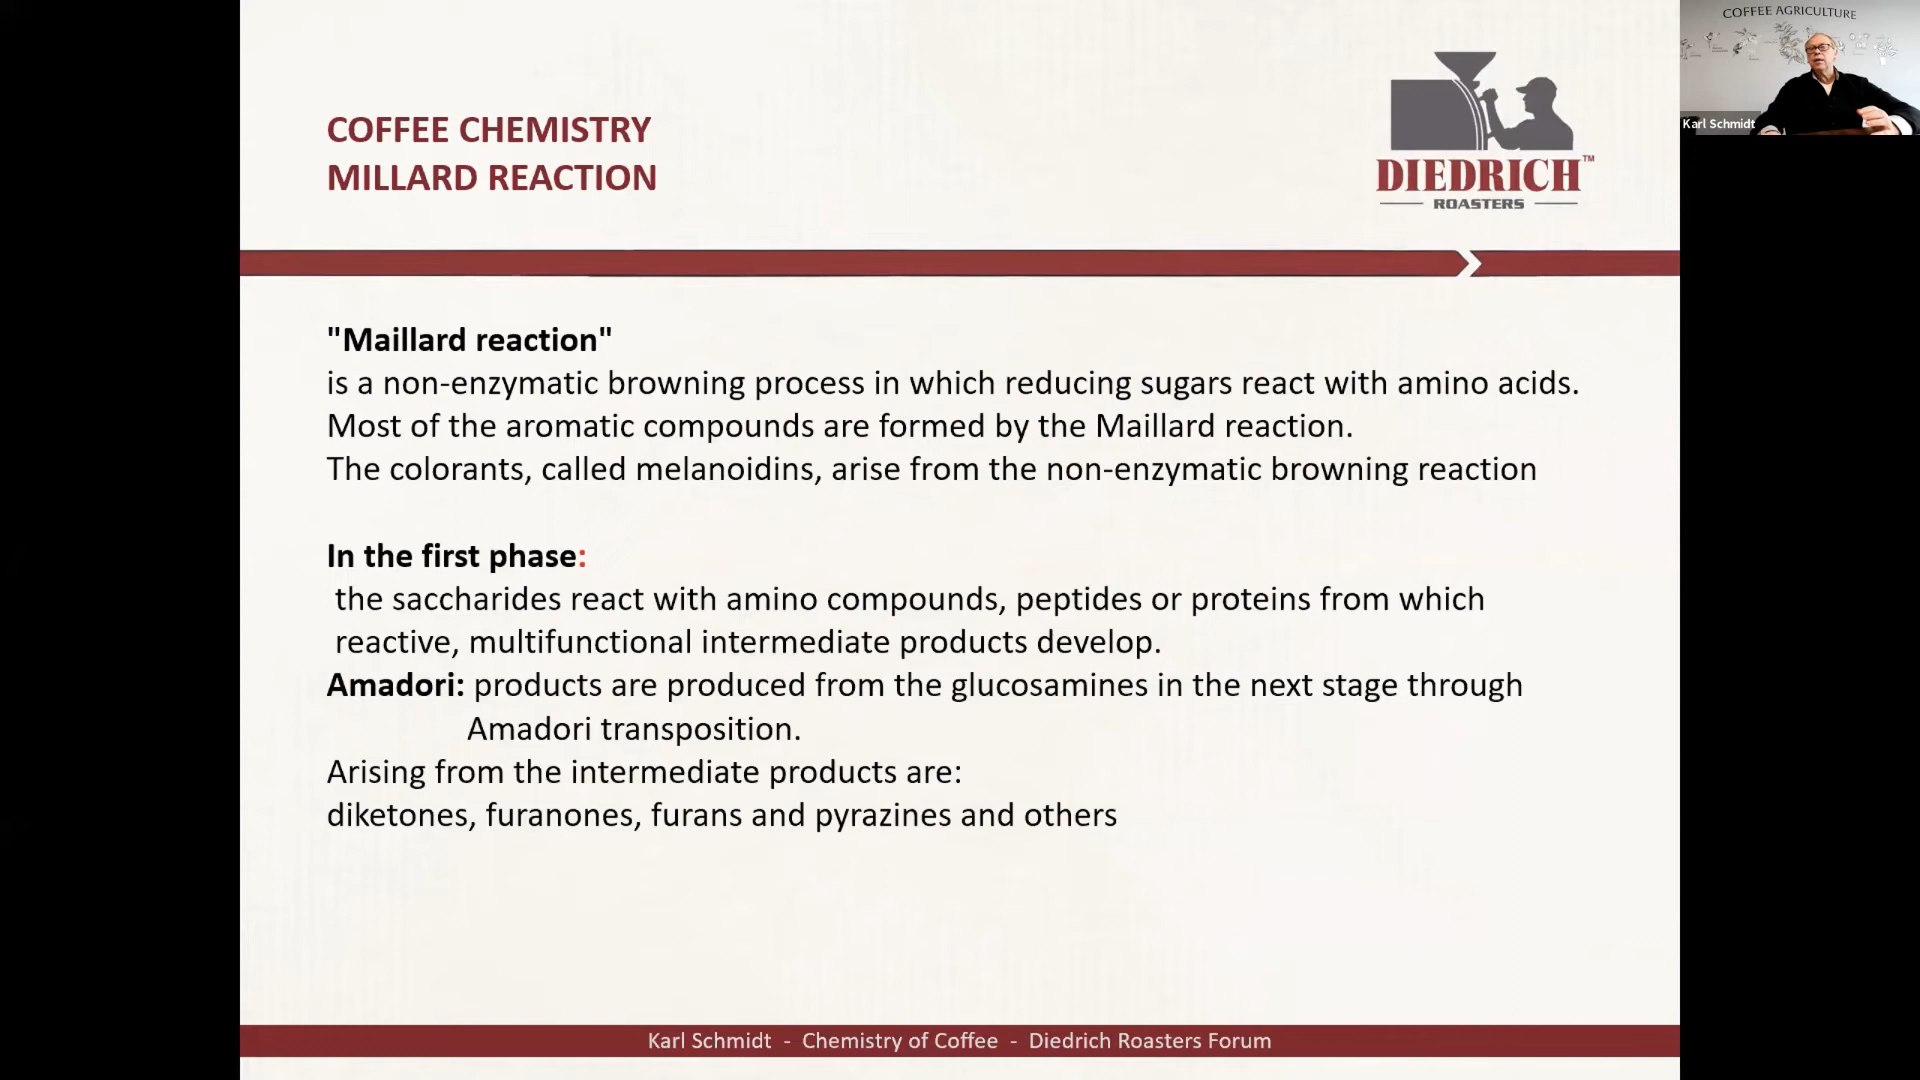 COFFEE AGRICULTURE
Karl Schmidt
COFFEE CHEMISTRY
MILLARD REACTION
DIEDRICH™
ROASTERS
"Maillard reaction"
is a non-enzymatic browning process in which reducing sugars react with amino acids.
Most of the aromatic compounds are formed by the Maillard reaction.
The colorants, called melanoidins, arise from the non-enzymatic browning reaction
In the first phase:
the saccharides react with amino compounds, peptides or proteins from which
reactive, multifunctional intermediate products develop.
Amadori: products are produced from the glucosamines in the next stage through
Amadori transposition.
Arising from the intermediate products are:
diketones, furanones, furans and pyrazines and others
Karl Schmidt - Chemistry of Coffee - Diedrich Roasters Forum